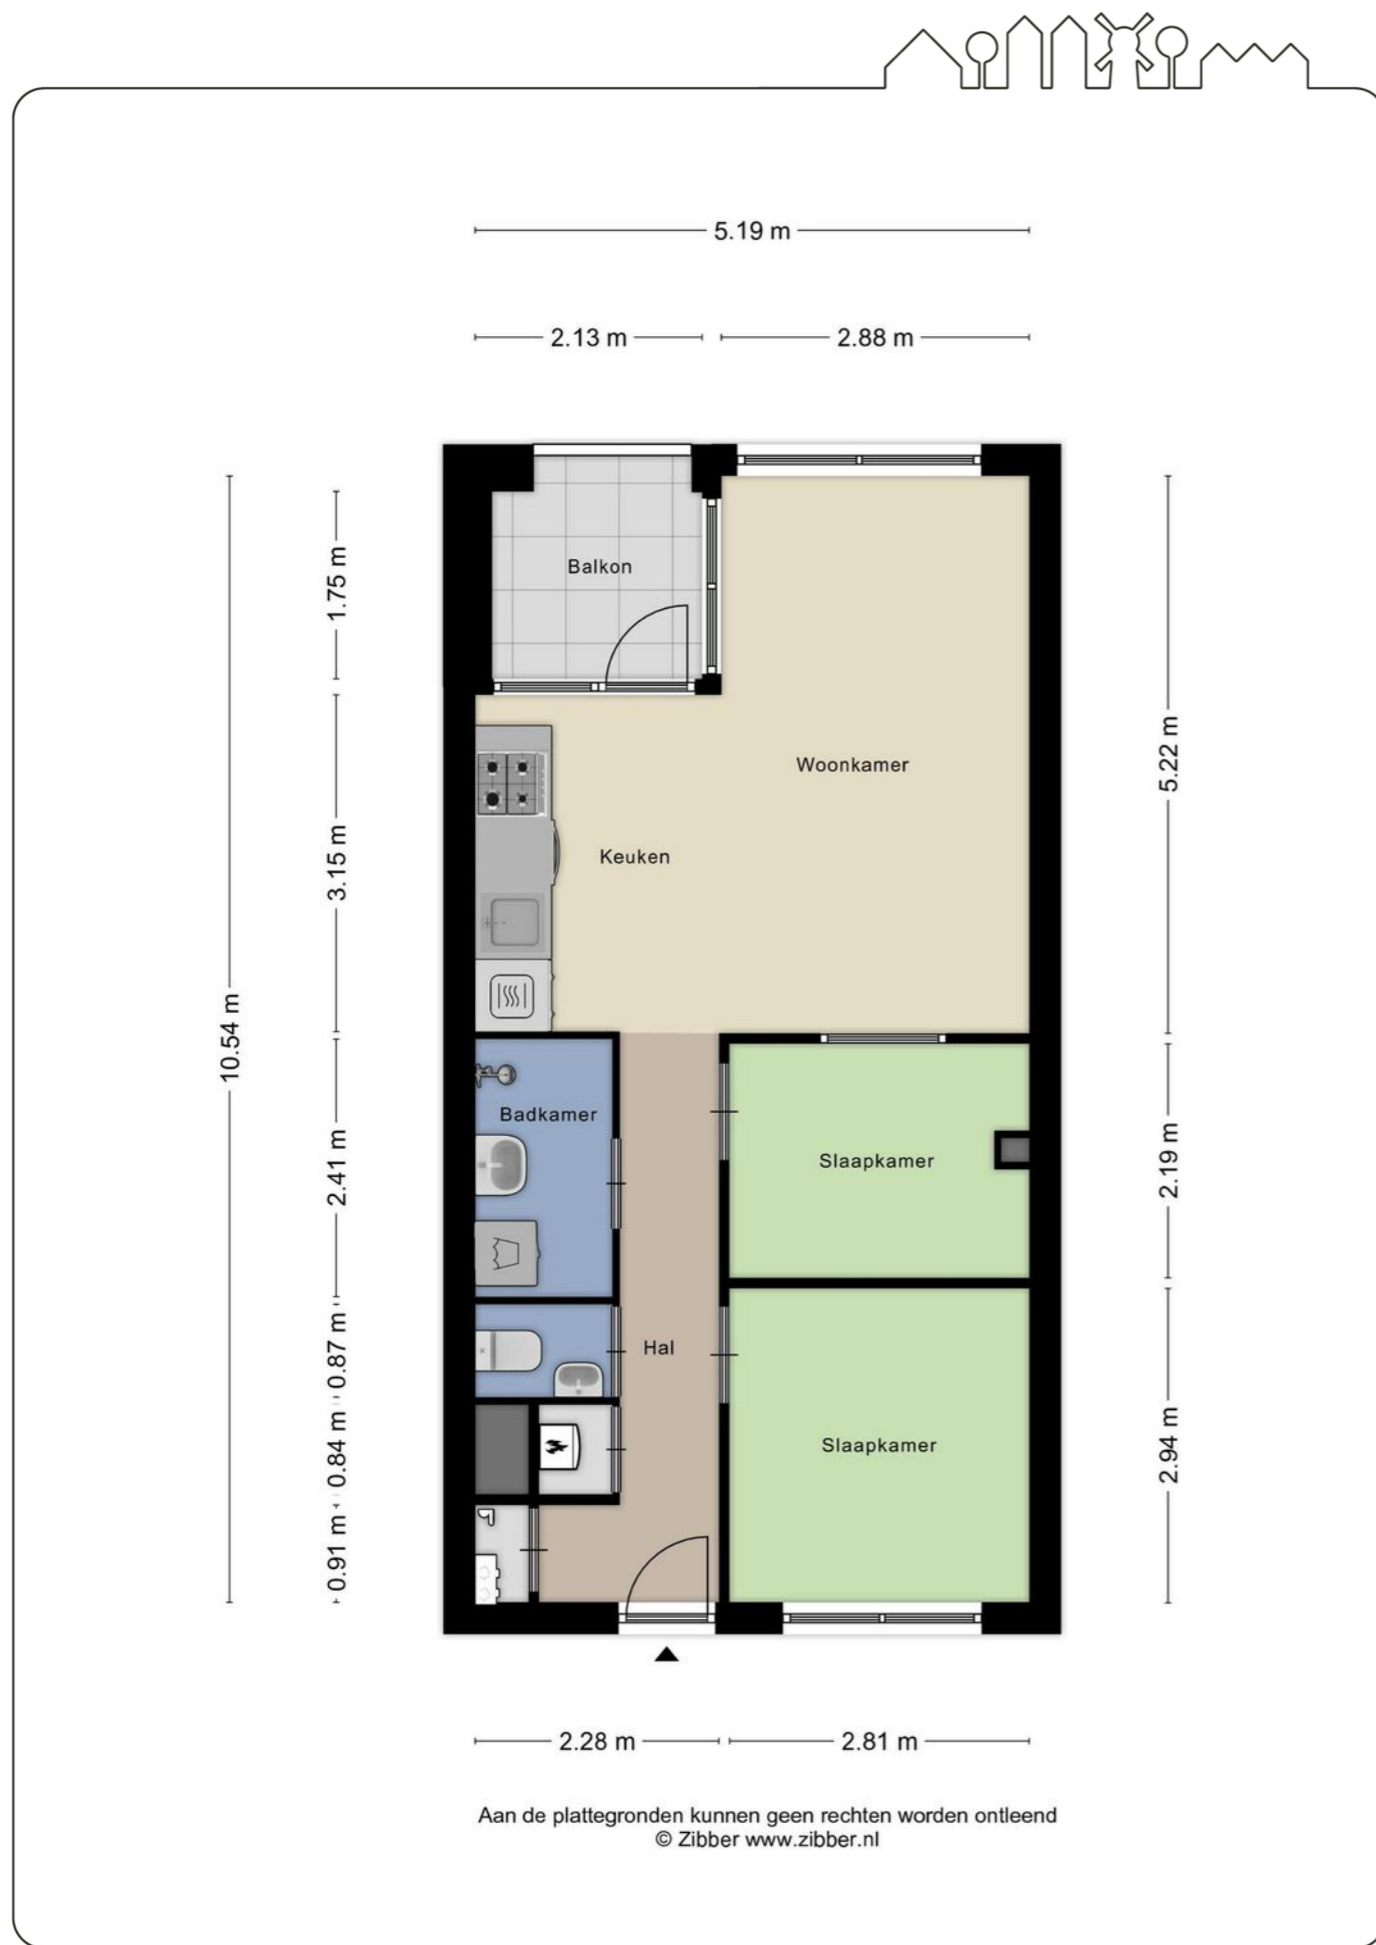 5.19 m
2.13 m
2.88 m
Balkon
1.75 m
Woonkamer
5.22 m
Keuken
3.15 m
10.54 m
Badkamer
2.41 m
Slaapkamer
2.19 m
Hal
0.87 m
Slaapkamer
2.94 m
0.84 m
0.91 m
2.28 m
2.81 m
Aan de plattegronden kunnen geen rechten worden ontleend
© Zibber www.zibber.nl